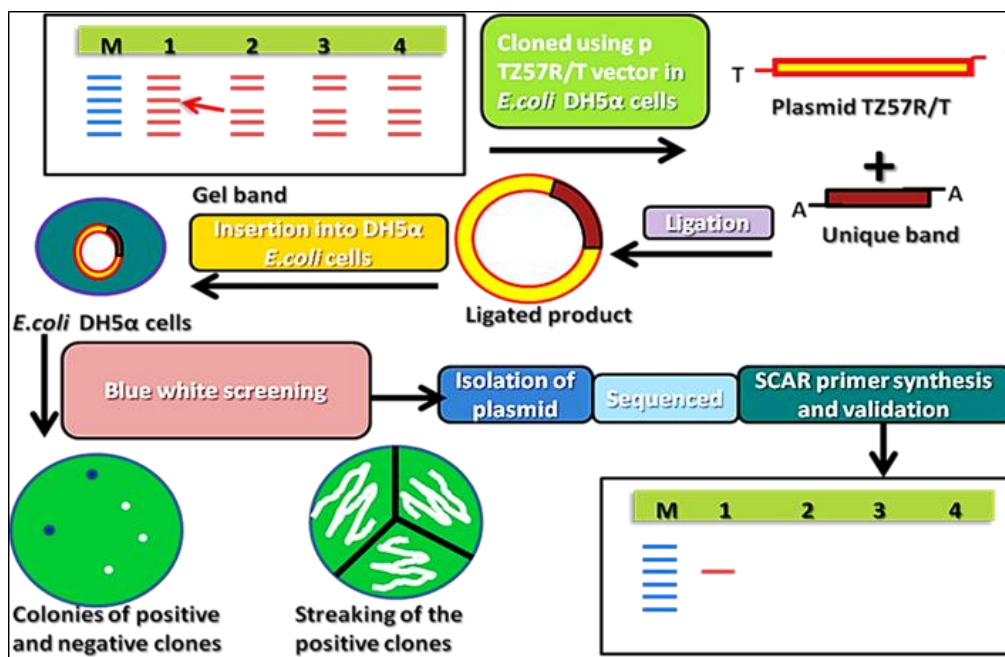 M 1 2 3 4
Cloned using p
TZ57R/T vector in
E.coli DH5α cells
T
A
Plasmid TZ57R/T
+
A
A
Unique band
Ligation
Ligated product
Gel band
Insertion into DH5α
E.coli cells
E.coli DH5α cells
Blue white screening
Isolation of
plasmid
Sequenced
SCAR primer synthesis
and validation
M 1 2 3 4
Colonies of positive
and negative clones
Streaking of the
positive clones